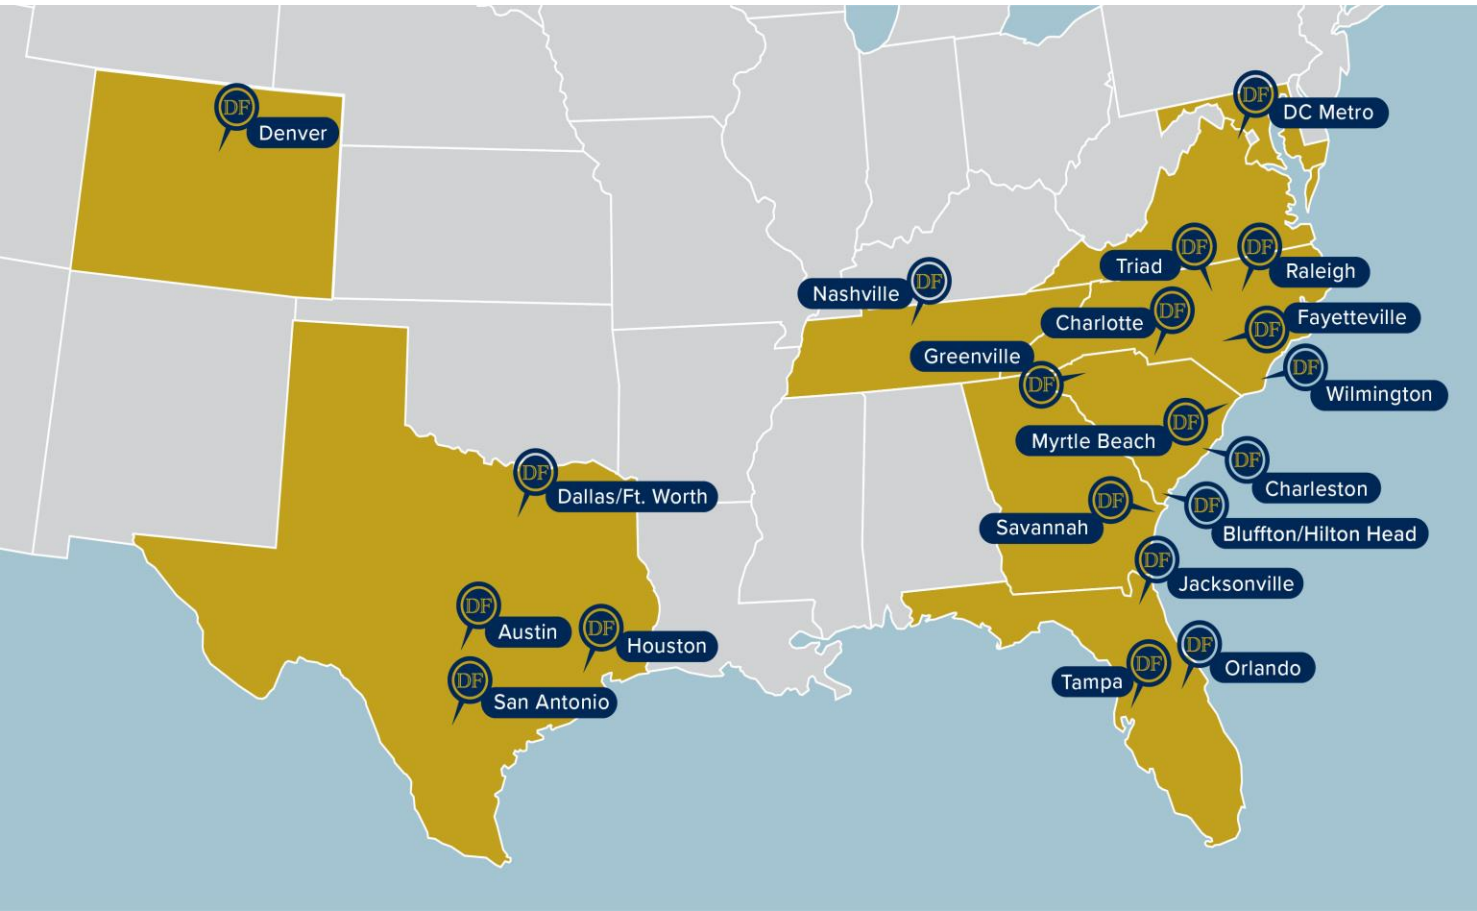 DF
DC Metro
DF
Denver
DF
Triad
DF
Raleigh
DF
Nashville
DF
Charlotte
DF
Fayetteville
Greenville
DF
DF
Wilmington
DF
Myrtle Beach
DF
Charleston
DF
Dallas/Ft. Worth
DF
Savannah
DF
Bluffton/Hilton Head
DF
Jacksonville
DF
Austin
DF
Houston
DF
Orlando
DF
Tampa
DF
San Antonio